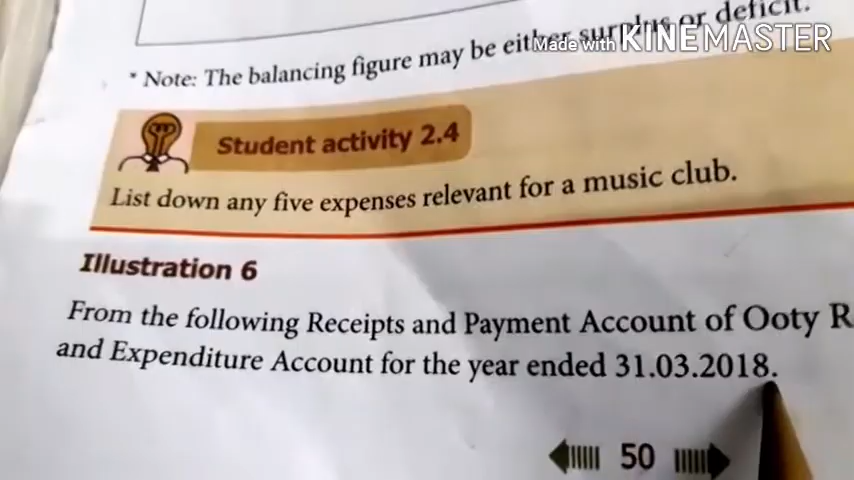 * Note: The balancing figure may be either surplus or deficit.
Made with KINEMASTER
Student activity 2.4
List down any five expenses relevant for a music club.
Illustration 6
From the following Receipts and Payment Account of Ooty R
and Expenditure Account for the year ended 31.03.2018.
50